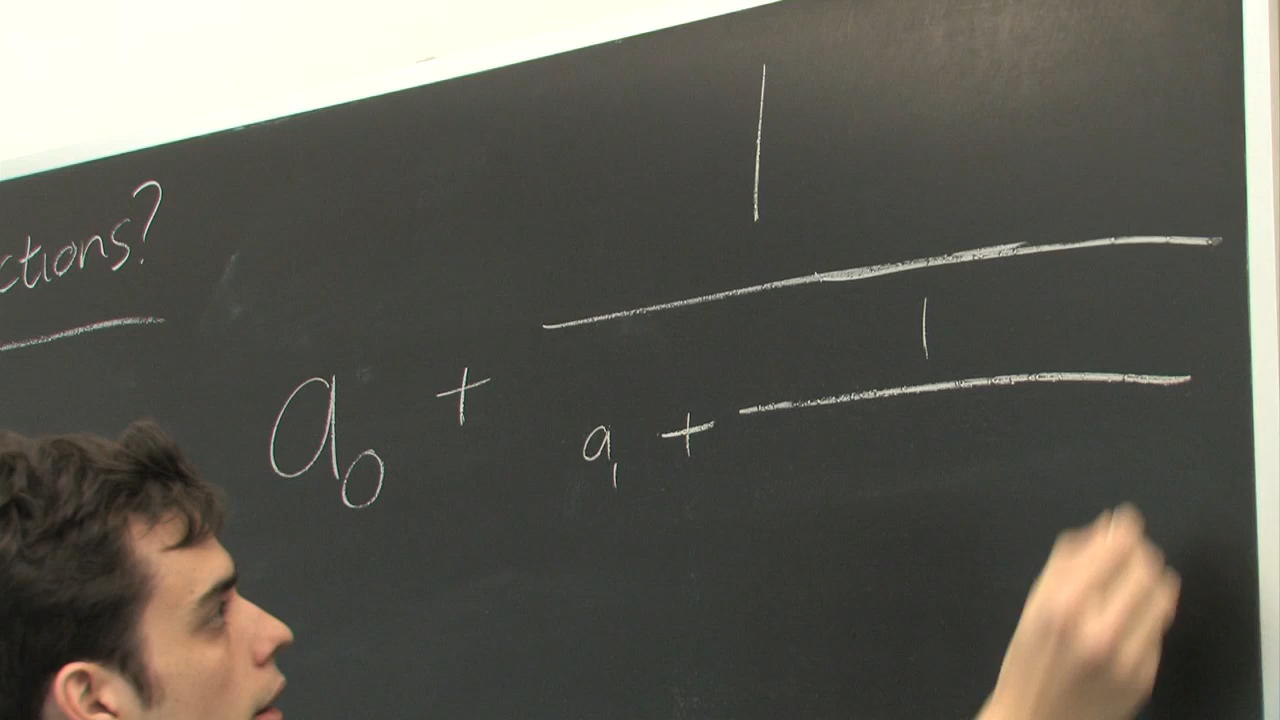 ctions?
1
1
a₀ +
a₁ +